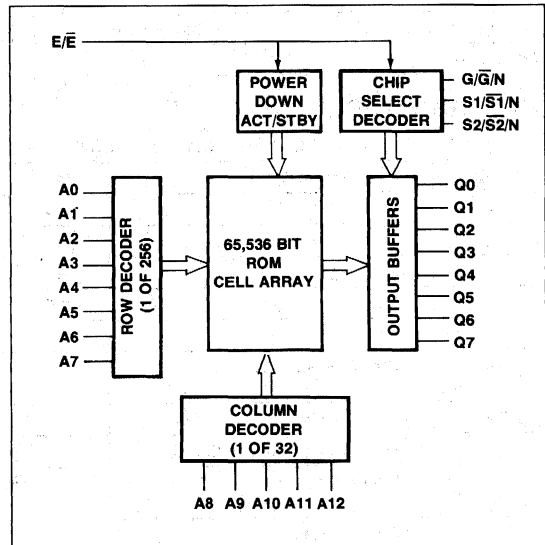 E/E̅
POWER
DOWN
ACT/STBY
CHIP
SELECT
DECODER
G/G̅/N
S1/S̅1̅/N
S2/S̅2̅/N
A0
A1
A2
A3
A4
A5
A6
A7
ROW DECODER
(1 OF 256)
65,536 BIT
ROM
CELL ARRAY
OUTPUT BUFFERS
Q0
Q1
Q2
Q3
Q4
Q5
Q6
Q7
COLUMN
DECODER
(1 OF 32)
A8 A9 A10 A11 A12